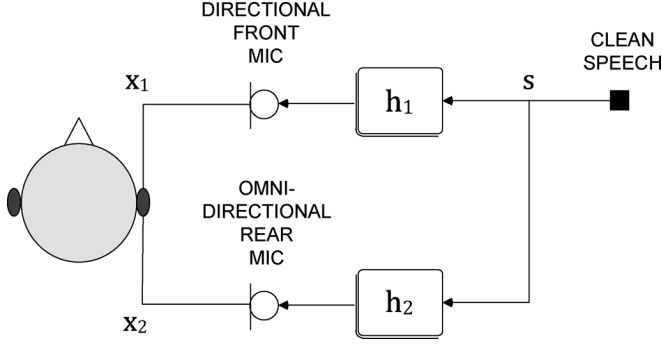 DIRECTIONAL
FRONT
MIC
CLEAN
SPEECH
x1
h1
s
OMNI-
DIRECTIONAL
REAR
MIC
x2
h2